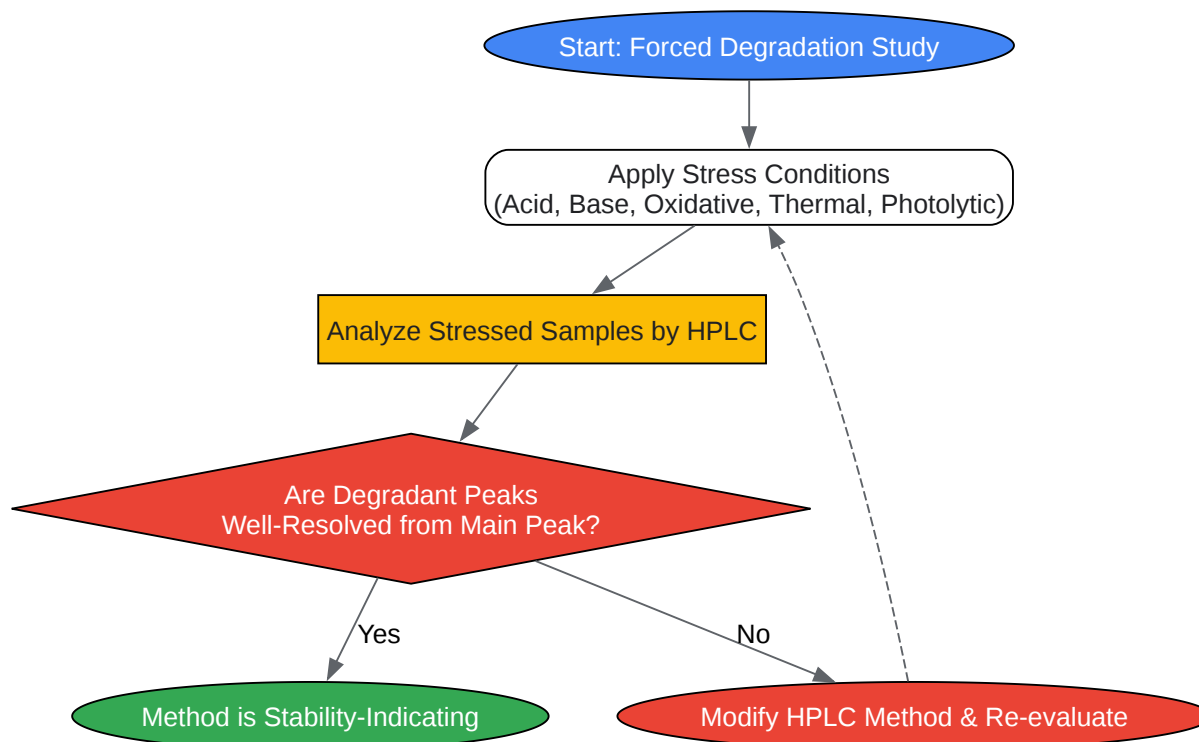 Start: Forced Degradation Study
Apply Stress Conditions
(Acid, Base, Oxidative, Thermal, Photolytic)
Analyze Stressed Samples by HPLC
Are Degradant Peaks
Well-Resolved from Main Peak?
Yes
No
Method is Stability-Indicating
Modify HPLC Method & Re-evaluate